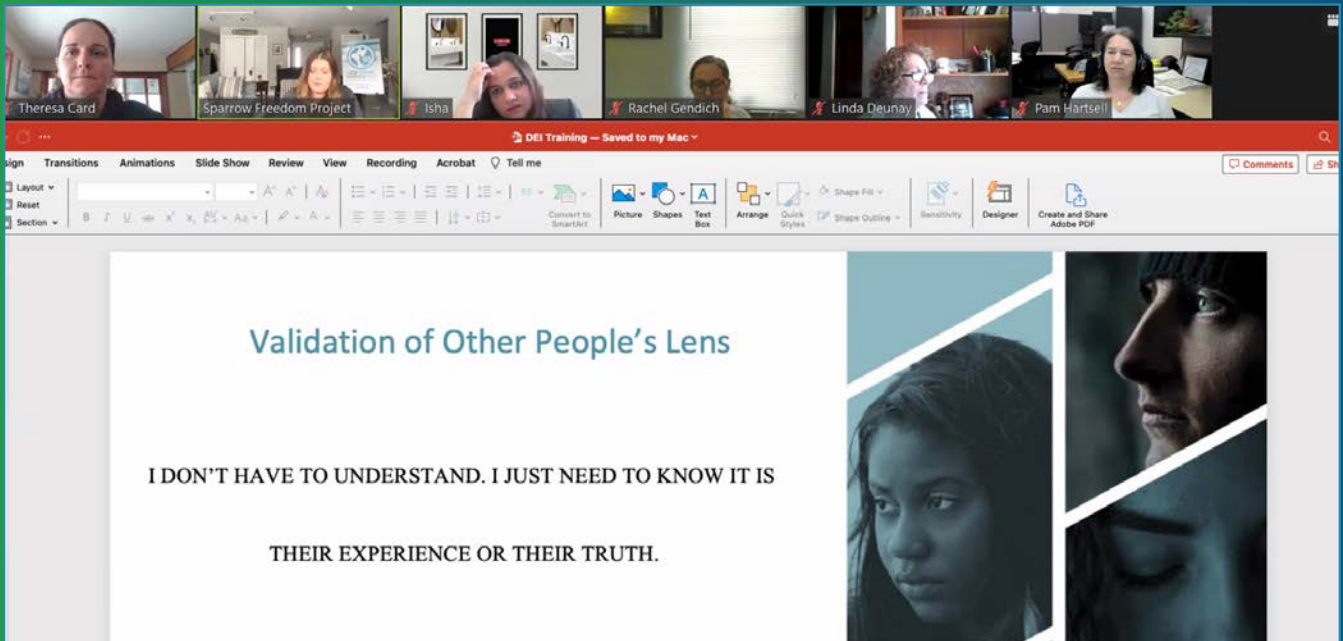 Theresa Card
Sparrow Freedom Project
Isha
Rachel Gendich
Linda Deunay
Pam Hartsell
DEI Training — Saved to my Mac
sign Transitions Animations Slide Show Review View Recording Acrobat Tell me
Comments
Sh
Layout
Reset
Section
Convert to
SmartArt
Picture
Shapes
Text
Box
Arrange
Quick
Styles
Shape Fill
Shape Outline
Sensitivity
Designer
Create and Share
Adobe PDF
Validation of Other People’s Lens
I DON’T HAVE TO UNDERSTAND. I JUST NEED TO KNOW IT IS
THEIR EXPERIENCE OR THEIR TRUTH.